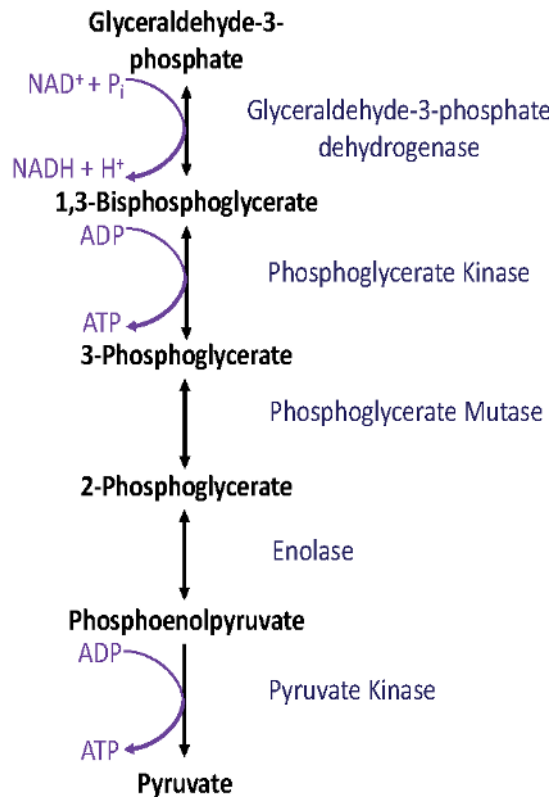 Glyceraldehyde-3-
phosphate
NAD⁺ + Pᵢ
Glyceraldehyde-3-phosphate
dehydrogenase
NADH + H⁺
1,3-Bisphosphoglycerate
ADP
Phosphoglycerate Kinase
ATP
3-Phosphoglycerate
Phosphoglycerate Mutase
2-Phosphoglycerate
Enolase
Phosphoenolpyruvate
ADP
Pyruvate Kinase
ATP
Pyruvate